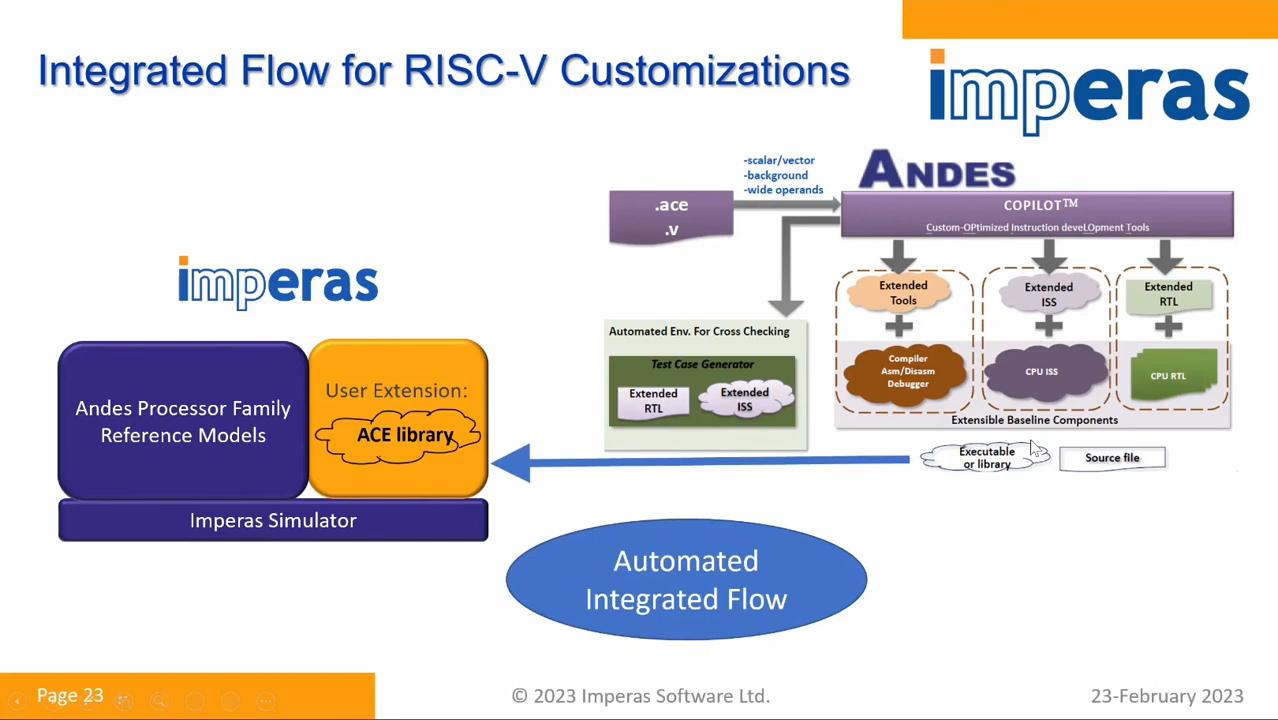 Integrated Flow for RISC-V Customizations
imperas
ANDES
-scalar/vector
-background
-wide operands
.ace
.v
COPILOT™
Custom-OPtimized Instruction deveLOpment Tools
imperas
Extended
Tools
Extended
ISS
Extended
RTL
Automated Env. For Cross Checking
Test Case Generator
Extended
RTL
Extended
ISS
Compiler
Asm/Disasm
Debugger
CPU ISS
CPU RTL
Extensible Baseline Components
Andes Processor Family
Reference Models
User Extension:
ACE library
Executable
or library
Source file
Imperas Simulator
Automated
Integrated Flow
Page 23
© 2023 Imperas Software Ltd.
23-February 2023